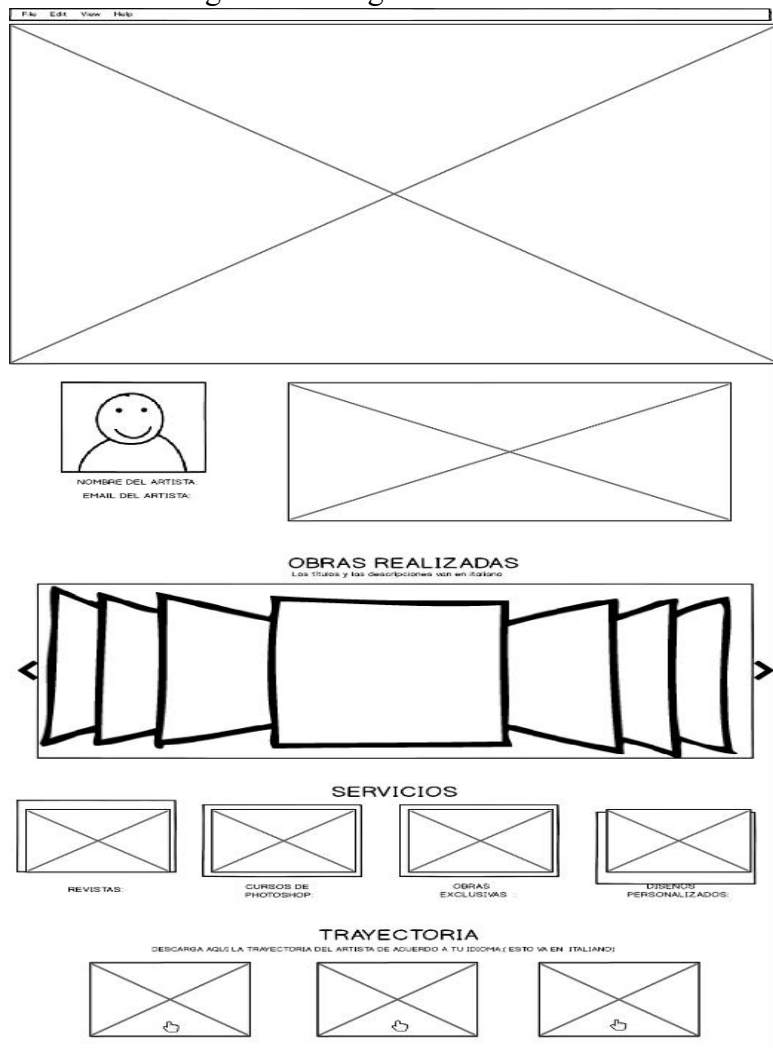 File Edit View Help
NOMBRE DEL ARTISTA:
EMAIL DEL ARTISTA:
OBRAS REALIZADAS
Los títulos y las descripciones van en italiano
SERVICIOS
REVISTAS:
CURSOS DE
PHOTOSHOP:
OBRAS
EXCLUSIVAS :
DISEÑOS
PERSONALIZADOS:
TRAYECTORIA
DESCARGA AQUI LA TRAYECTORIA DEL ARTISTA DE ACUERDO A TU IDIOMA:( ESTO VA EN ITALIANO)